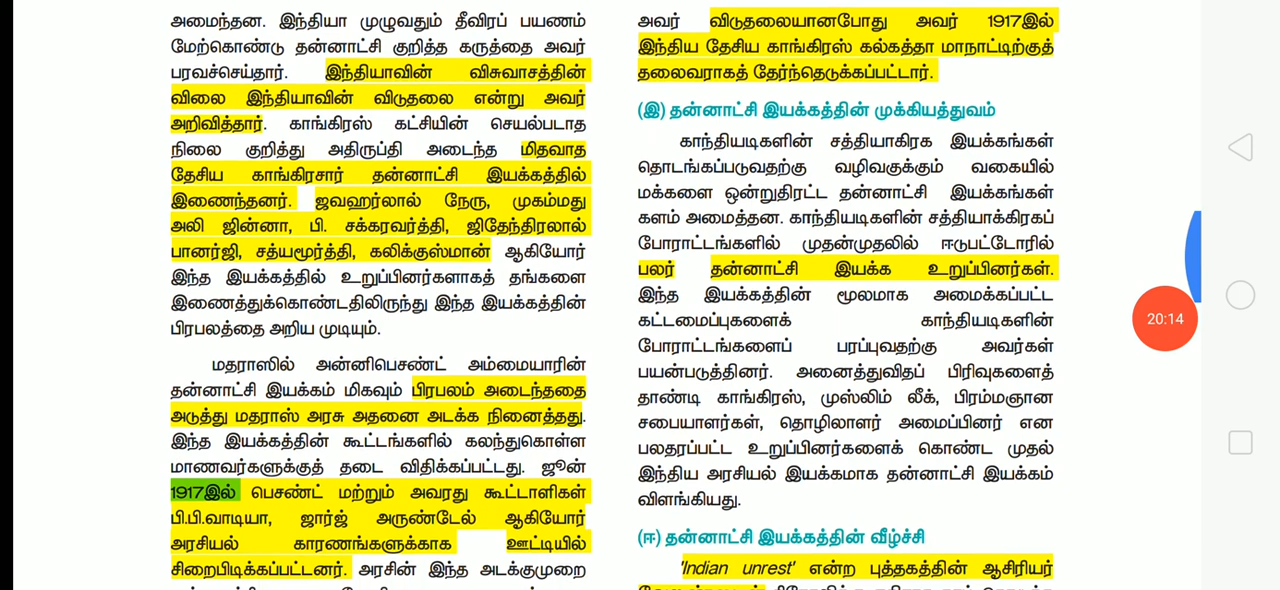 அமைந்தன. இந்தியா முழுவதும் தீவிரப் பயணம்
மேற்கொண்டு தன்னாட்சி குறித்த கருத்தை அவர்
பரவச்செய்தார். இந்தியாவின் விசுவாசத்தின்
விலை இந்தியாவின் விடுதலை என்று அவர்
அறிவித்தார். காங்கிரஸ் கட்சியின் செயல்படாத
நிலை குறித்து அதிருப்தி அடைந்த மிதவாத
தேசிய காங்கிரசார் தன்னாட்சி இயக்கத்தில்
இணைந்தனர். ஜவஹர்லால் நேரு, முகம்மது
அலி ஜின்னா, பி. சக்கரவர்த்தி, ஜிதேந்திரலால்
பானர்ஜி, சத்யமூர்த்தி, கலிக்குஸ்மான் ஆகியோர்
இந்த இயக்கத்தில் உறுப்பினர்களாகத் தங்களை
இணைத்துக்கொண்டதிலிருந்து இந்த இயக்கத்தின்
பிரபலத்தை அறிய முடியும்.
மதராஸில் அன்னிபெசண்ட் அம்மையாரின்
தன்னாட்சி இயக்கம் மிகவும் பிரபலம் அடைந்ததை
அடுத்து மதராஸ் அரசு அதனை அடக்க நினைத்தது.
இந்த இயக்கத்தின் கூட்டங்களில் கலந்துகொள்ள
மாணவர்களுக்குத் தடை விதிக்கப்பட்டது. ஜூன்
1917இல் பெசண்ட் மற்றும் அவரது கூட்டாளிகள்
பி.பி.வாடியா, ஜார்ஜ் அருண்டேல் ஆகியோர்
அரசியல் காரணங்களுக்காக ஊட்டியில்
சிறைபிடிக்கப்பட்டனர். அரசின் இந்த அடக்குமுறை
அவர் விடுதலையானபோது அவர் 1917இல்
இந்திய தேசிய காங்கிரஸ் கல்கத்தா மாநாட்டிற்குத்
தலைவராகத் தேர்ந்தெடுக்கப்பட்டார்.
(இ) தன்னாட்சி இயக்கத்தின் முக்கியத்துவம்
காந்தியடிகளின் சத்தியாகிரக இயக்கங்கள்
தொடங்கப்படுவதற்கு வழிவகுக்கும் வகையில்
மக்களை ஒன்றுதிரட்ட தன்னாட்சி இயக்கங்கள்
களம் அமைத்தன. காந்தியடிகளின் சத்தியாக்கிரகப்
போராட்டங்களில் முதன்முதலில் ஈடுபட்டோரில்
பலர் தன்னாட்சி இயக்க உறுப்பினர்கள்.
இந்த இயக்கத்தின் மூலமாக அமைக்கப்பட்ட
கட்டமைப்புகளைக் காந்தியடிகளின்
போராட்டங்களைப் பரப்புவதற்கு அவர்கள்
பயன்படுத்தினர். அனைத்துவிதப் பிரிவுகளைத்
தாண்டி காங்கிரஸ், முஸ்லிம் லீக், பிரம்மஞான
சபையாளர்கள், தொழிலாளர் அமைப்பினர் என
பலதரப்பட்ட உறுப்பினர்களைக் கொண்ட முதல்
இந்திய அரசியல் இயக்கமாக தன்னாட்சி இயக்கம்
விளங்கியது.
(ஈ) தன்னாட்சி இயக்கத்தின் வீழ்ச்சி
'Indian unrest' என்ற புத்தகத்தின் ஆசிரியர்
20:14